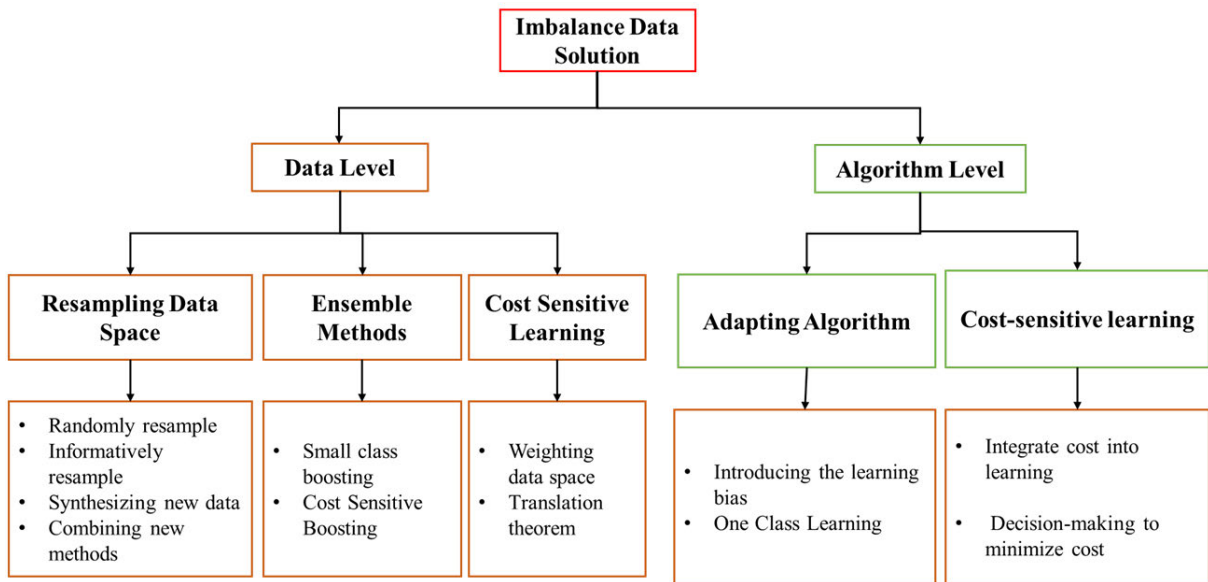 Imbalance Data
Solution
Data Level
Algorithm Level
Resampling Data
Space
Ensemble
Methods
Cost Sensitive
Learning
Adapting Algorithm
Cost-sensitive learning
• Randomly resample
• Informatively
resample
• Synthesizing new data
• Combining new
methods
• Small class
boosting
• Cost Sensitive
Boosting
• Weighting
data space
• Translation
theorem
• Introducing the learning
bias
• One Class Learning
• Integrate cost into
learning
• Decision-making to
minimize cost